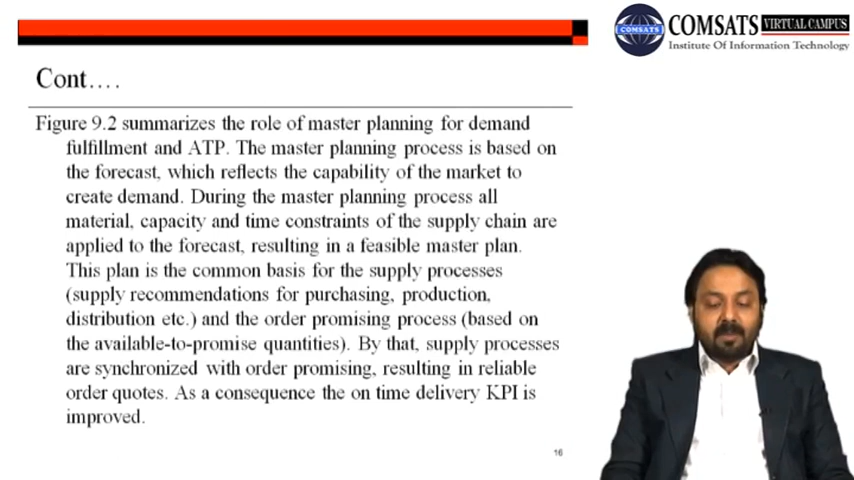 COMSATS
COMSATS VIRTUAL CAMPUS
Institute Of Information Technology
Cont….
Figure 9.2 summarizes the role of master planning for demand
fulfillment and ATP. The master planning process is based on
the forecast, which reflects the capability of the market to
create demand. During the master planning process all
material, capacity and time constraints of the supply chain are
applied to the forecast, resulting in a feasible master plan.
This plan is the common basis for the supply processes
(supply recommendations for purchasing, production,
distribution etc.) and the order promising process (based on
the available-to-promise quantities). By that, supply processes
are synchronized with order promising, resulting in reliable
order quotes. As a consequence the on time delivery KPI is
improved.
16